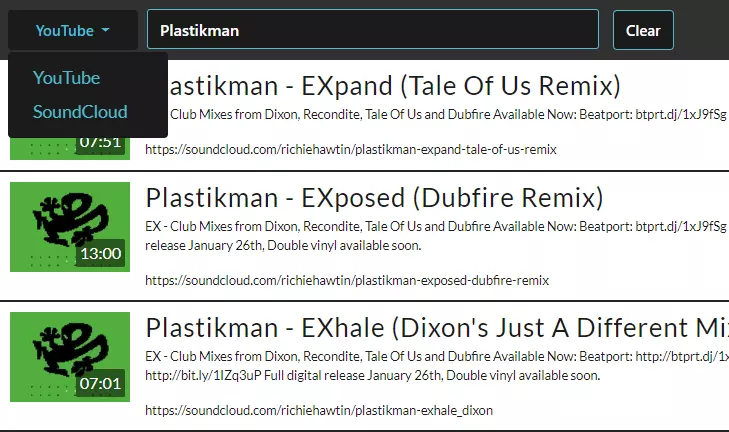 YouTube
Plastikman
Clear
YouTube
SoundCloud
lastikman - EXpand (Tale Of Us Remix)
- Club Mixes from Dixon, Recondite, Tale Of Us and Dubfire Available Now: Beatport: btprt.dj/1xJ9fSg
07:51
https://soundcloud.com/richiehawtin/plastikman-expand-tale-of-us-remix
Plastikman - EXposed (Dubfire Remix)
EX - Club Mixes from Dixon, Recondite, Tale Of Us and Dubfire Available Now: Beatport: btprt.dj/1xJ9fSg
release January 26th, Double vinyl available soon.
13:00
https://soundcloud.com/richiehawtin/plastikman-exposed-dubfire-remix
Plastikman - EXhale (Dixon's Just A Different Mi
EX - Club Mixes from Dixon, Recondite, Tale Of Us and Dubfire Available Now: Beatport: http://btprt.dj/1x
http://bit.ly/1IZq3uP Full digital release January 26th, Double vinyl available soon.
07:01
https://soundcloud.com/richiehawtin/plastikman-exhale_dixon